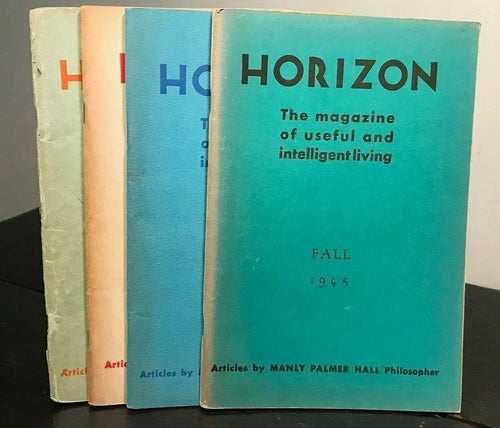 HORIZON
The magazine
of useful and
intelligent living
FALL
1945
Articles by MANLY PALMER HALL Philosopher
HO
Articles by
H
Artic
Articles